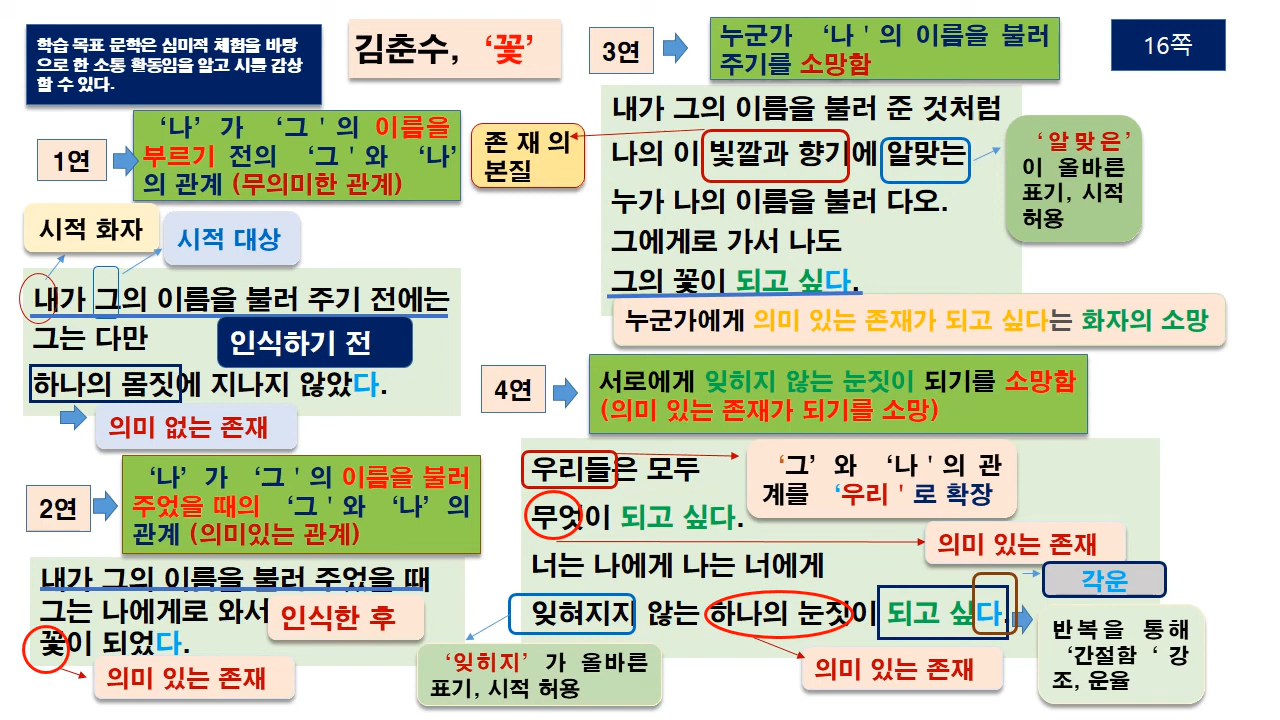 학습 목표 문학은 심미적 체험을 바탕
으로 한 소통 활동임을 알고 시를 감상
할 수 있다.
김춘수, ‘꽃’
16쪽
1연
‘나’ 가 ‘그＇의 이름을
부르기 전의 ‘그＇와 ‘나’
의 관계 (무의미한 관계)
시적 화자
시적 대상
내가 그의 이름을 불러 주기 전에는
그는 다만
인식하기 전
하나의 몸짓에 지나지 않았다.
의미 없는 존재
2연
‘나’ 가 ‘그＇의 이름을 불러
주었을 때의 ‘그＇와 ‘나’ 의
관계 (의미있는 관계)
내가 그의 이름을 불러 주었을 때
그는 나에게로 와서
인식한 후
꽃이 되었다.
의미 있는 존재
3연
누군가 ‘나＇의 이름을 불러
주기를 소망함
내가 그의 이름을 불러 준 것처럼
존재의
본질
나의 이 빛깔과 향기에 알맞는
‘알맞은’
이 올바른
표기, 시적
허용
누가 나의 이름을 불러 다오.
그에게로 가서 나도
그의 꽃이 되고 싶다.
누군가에게 의미 있는 존재가 되고 싶다는 화자의 소망
4연
서로에게 잊히지 않는 눈짓이 되기를 소망함
(의미 있는 존재가 되기를 소망)
우리들은 모두
‘그’ 와 ‘나＇의 관
계를 ‘우리＇로 확장
무엇이 되고 싶다.
의미 있는 존재
너는 나에게 나는 너에게
각운
잊혀지지 않는 하나의 눈짓이 되고 싶다.
반복을 통해
‘간절함 ‘ 강
조, 운율
‘잊히지’ 가 올바른
표기, 시적 허용
의미 있는 존재